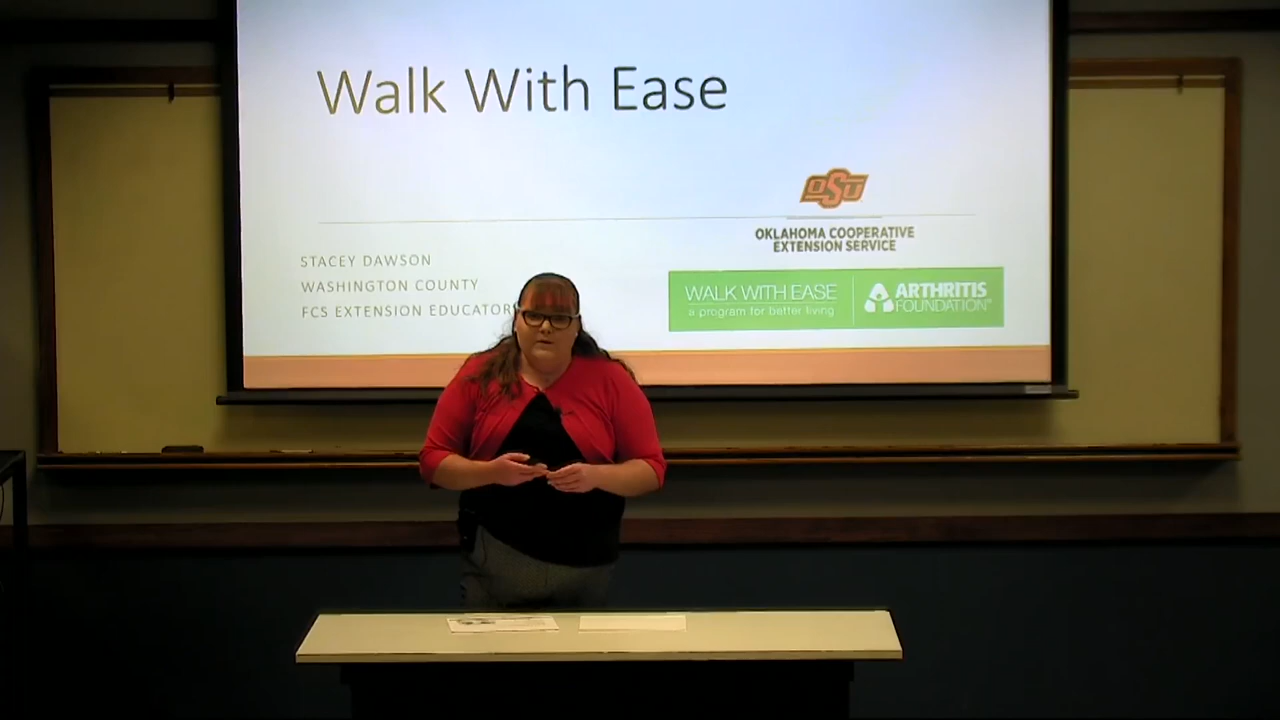 Walk With Ease
OSU
OKLAHOMA COOPERATIVE
EXTENSION SERVICE
STACEY DAWSON
WASHINGTON COUNTY
FCS EXTENSION EDUCATOR
WALK WITH EASE
a program for better living
ARTHRITIS
FOUNDATION